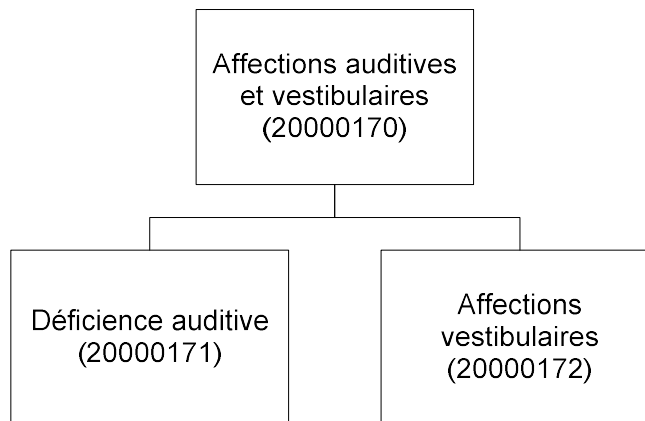 Affections auditives
et vestibulaires
(20000170)
Déficience auditive
(20000171)
Affections
vestibulaires
(20000172)